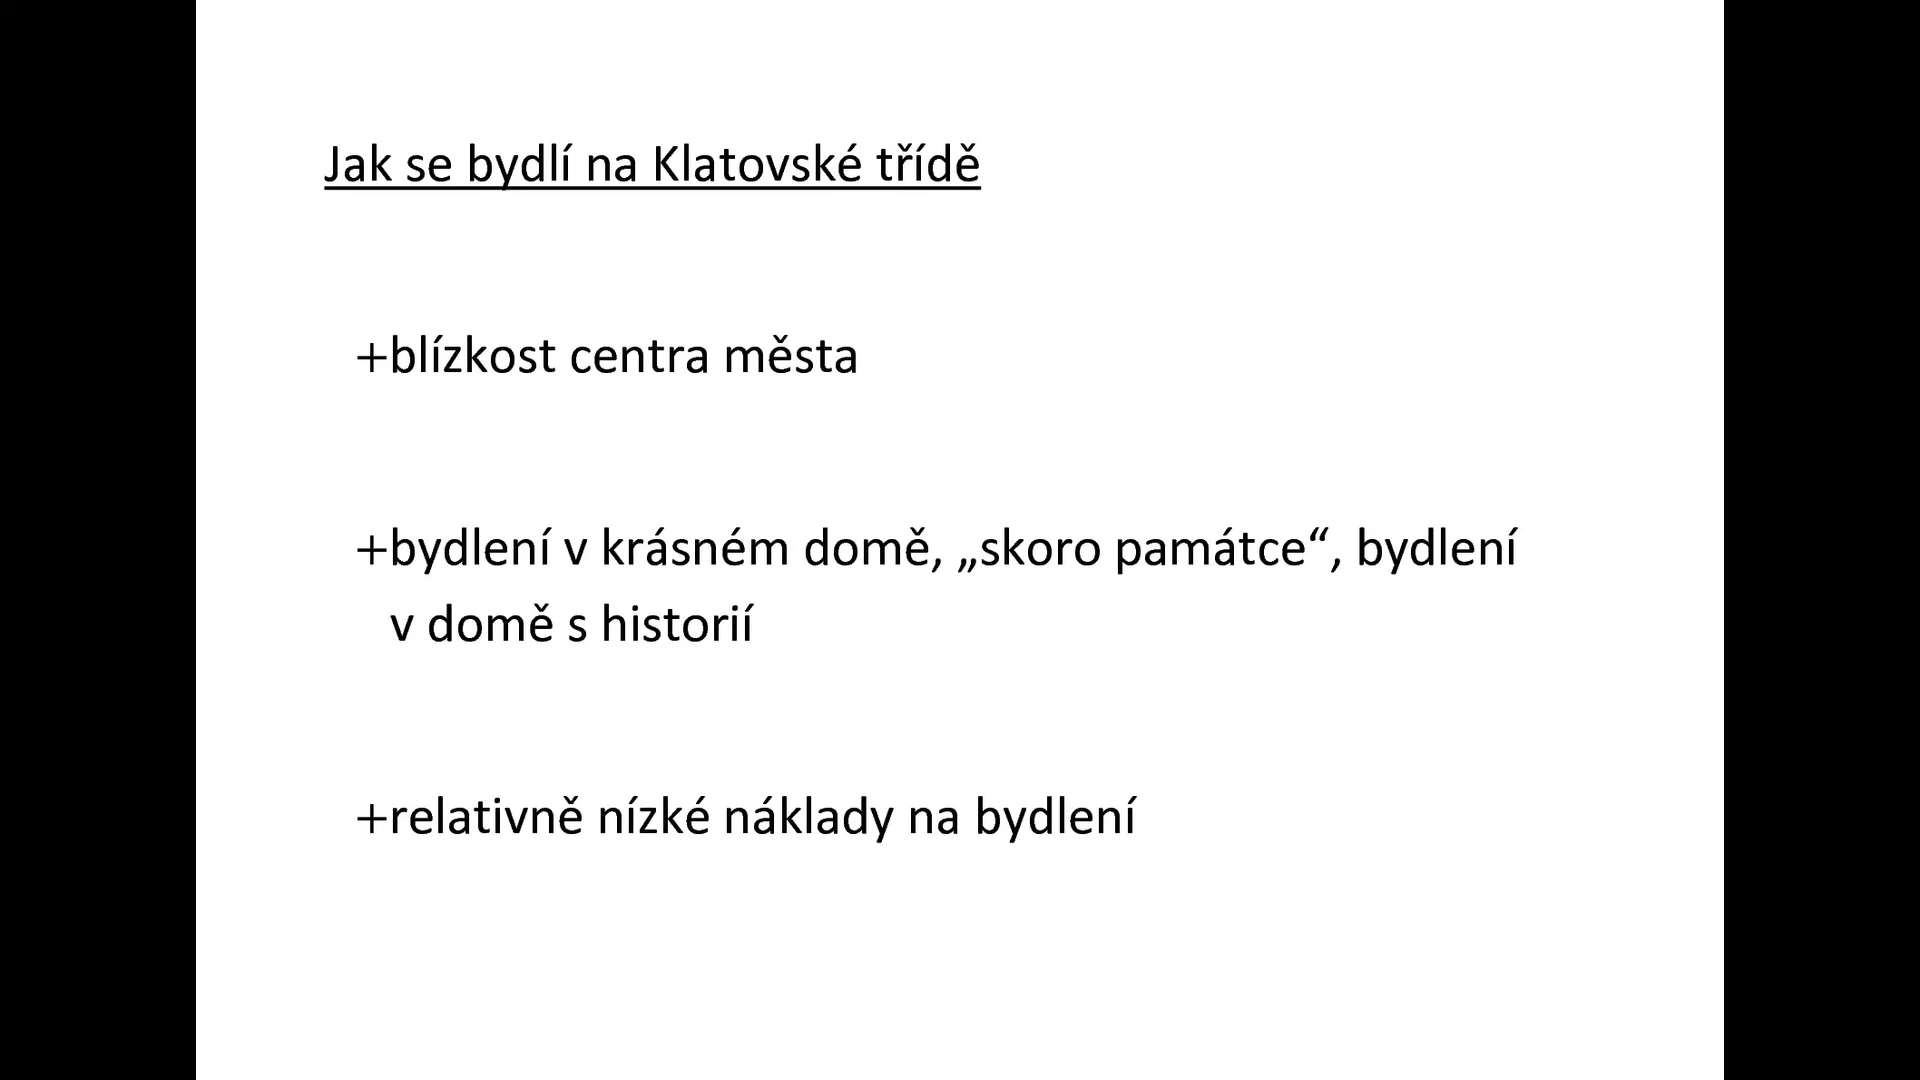 Jak se bydlí na Klatovské třídě
+blízkost centra města
+bydlení v krásném domě, „skoro památce“, bydlení
v domě s historií
+relativně nízké náklady na bydlení